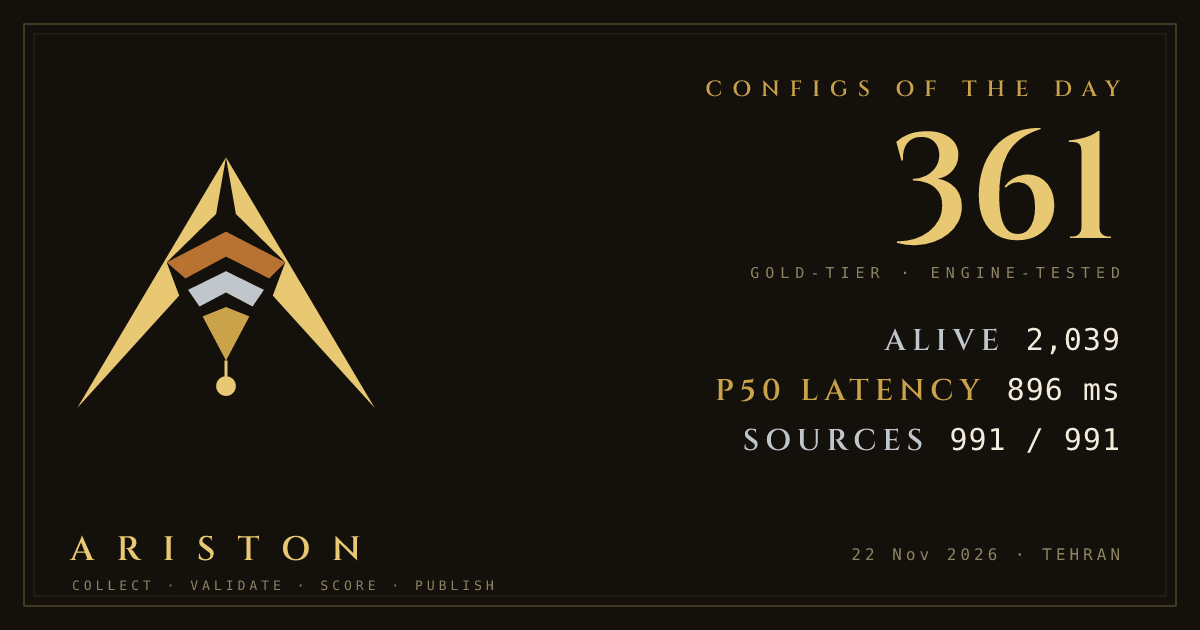 CONFIGS OF THE DAY
361
GOLD-TIER · ENGINE-TESTED
ALIVE 2,039
P50 LATENCY 896 ms
SOURCES 991 / 991
ARISTON
COLLECT · VALIDATE · SCORE · PUBLISH
22 Nov 2026 · TEHRAN